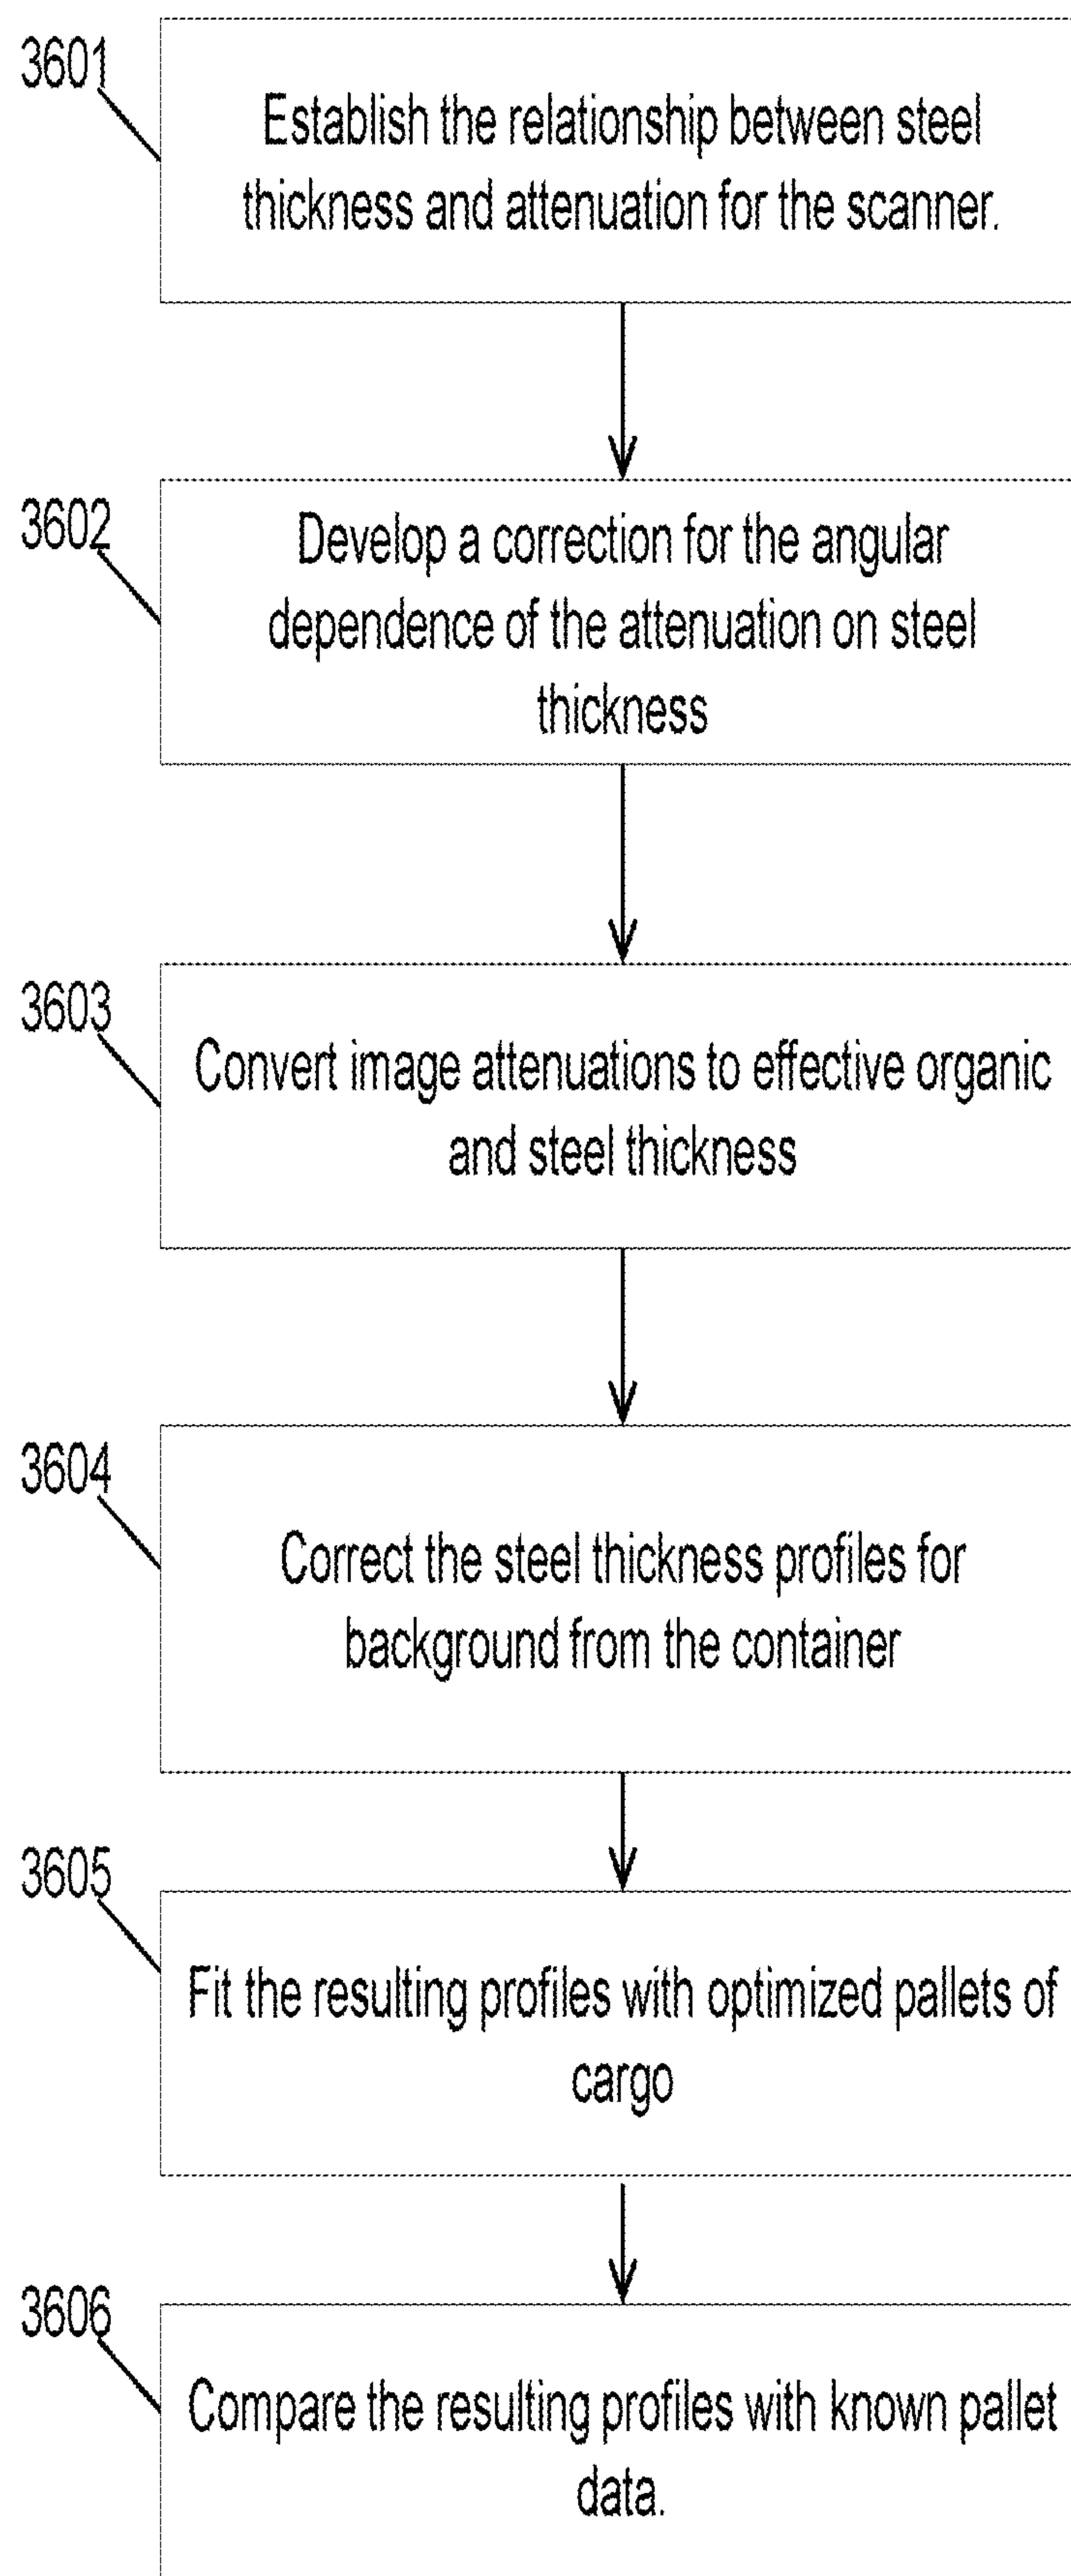 3601
Establish the relationship between steel
thickness and attenuation for the scanner.
3602
Develop a correction for the angular
dependence of the attenuation on steel
thickness
3603
Convert image attenuations to effective organic
and steel thickness
3604
Correct the steel thickness profiles for
background from the container
3605
Fit the resulting profiles with optimized pallets of
cargo
3606
Compare the resulting profiles with known pallet
data.